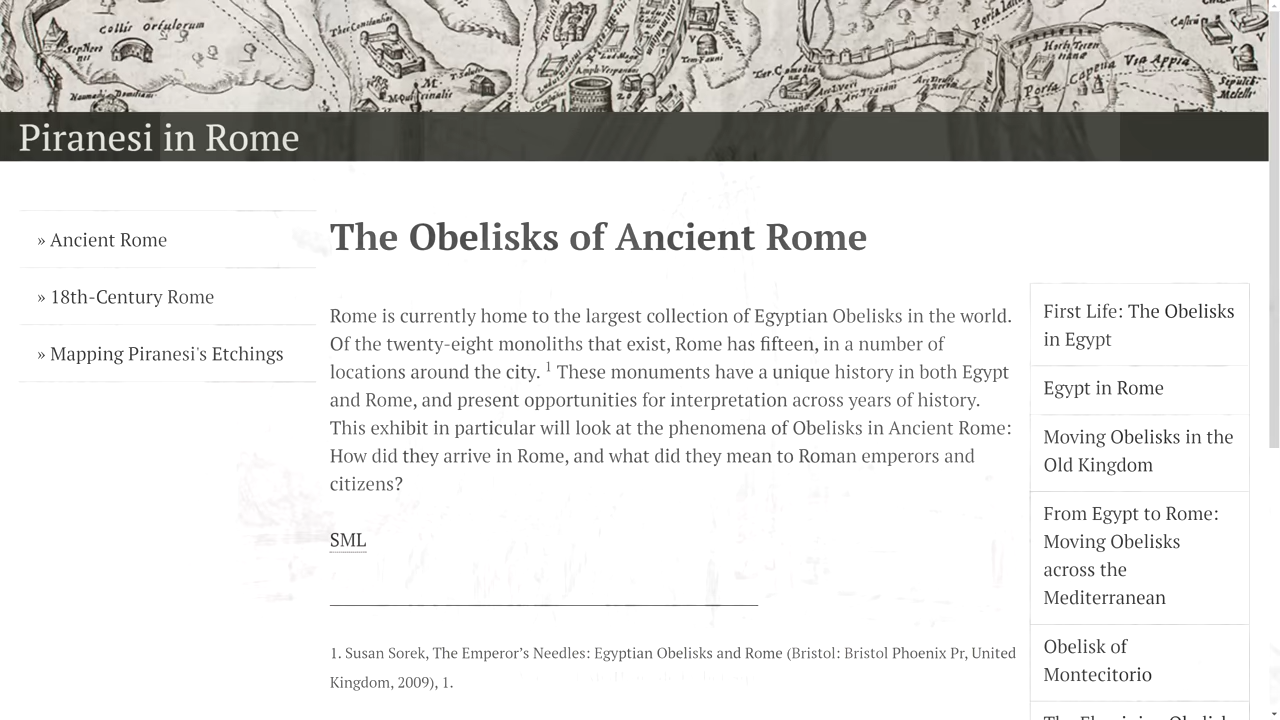 collis ortulorum
Piranesi in Rome
» Ancient Rome
» 18th-Century Rome
» Mapping Piranesi's Etchings
The Obelisks of Ancient Rome
Rome is currently home to the largest collection of Egyptian Obelisks in the world.
Of the twenty-eight monoliths that exist, Rome has fifteen, in a number of
locations around the city. 1 These monuments have a unique history in both Egypt
and Rome, and present opportunities for interpretation across years of history.
This exhibit in particular will look at the phenomena of Obelisks in Ancient Rome:
How did they arrive in Rome, and what did they mean to Roman emperors and
citizens?
SML
1. Susan Sorek, The Emperor’s Needles: Egyptian Obelisks and Rome (Bristol: Bristol Phoenix Pr, United
Kingdom, 2009), 1.
First Life: The Obelisks
in Egypt
Egypt in Rome
Moving Obelisks in the
Old Kingdom
From Egypt to Rome:
Moving Obelisks
across the
Mediterranean
Obelisk of
Montecitorio